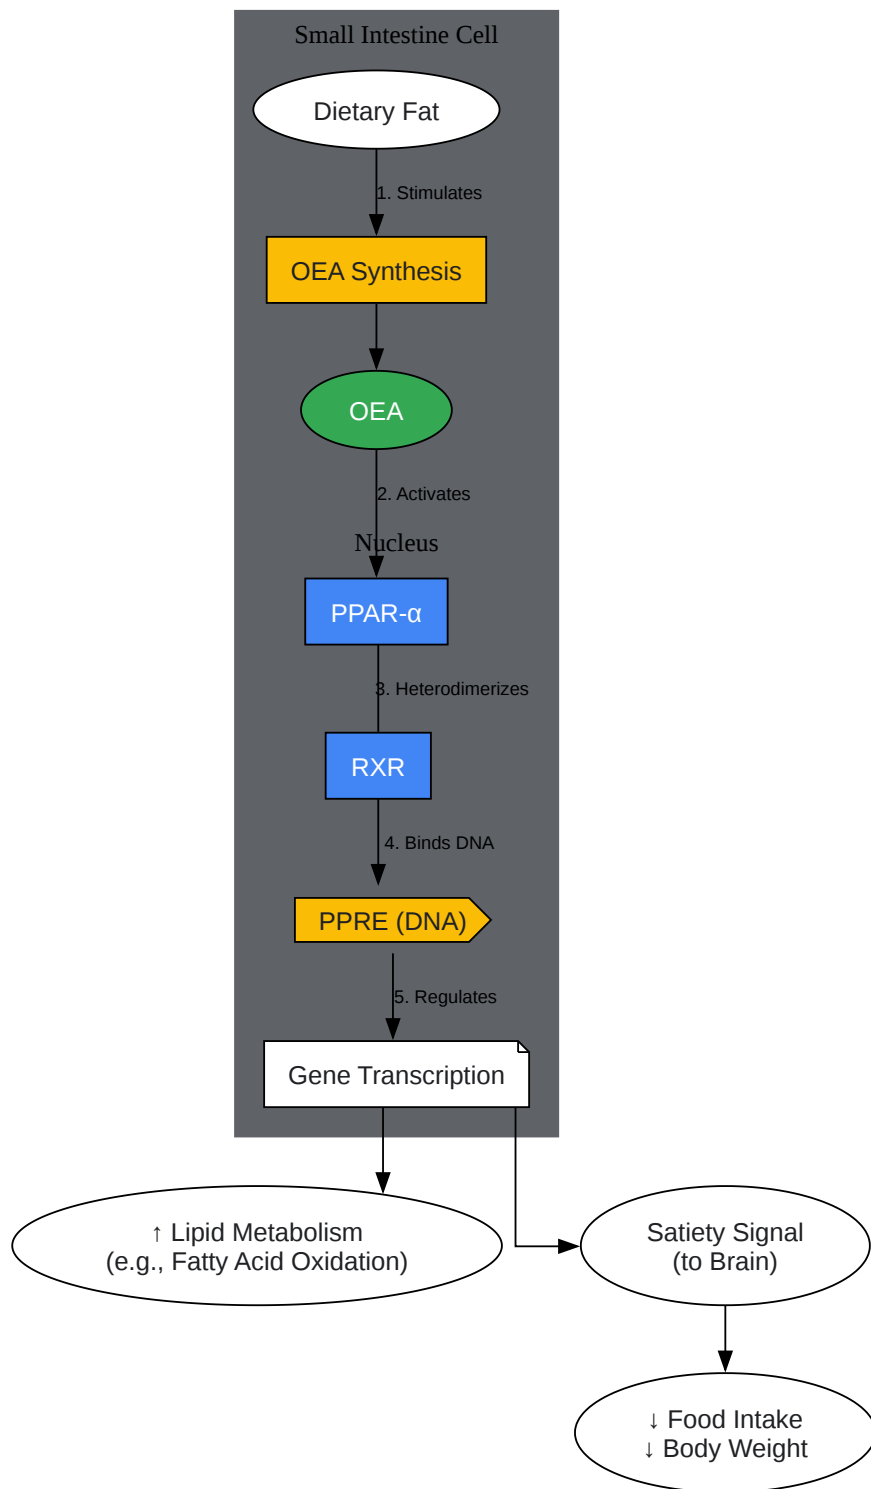 Small Intestine Cell
Dietary Fat
1. Stimulates
OEA Synthesis
OEA
2. Activates
Nucleus
PPAR-α
3. Heterodimerizes
RXR
4. Binds DNA
PPRE (DNA)
5. Regulates
Gene Transcription
↑ Lipid Metabolism
(e.g., Fatty Acid Oxidation)
Satiety Signal
(to Brain)
↓ Food Intake
↓ Body Weight